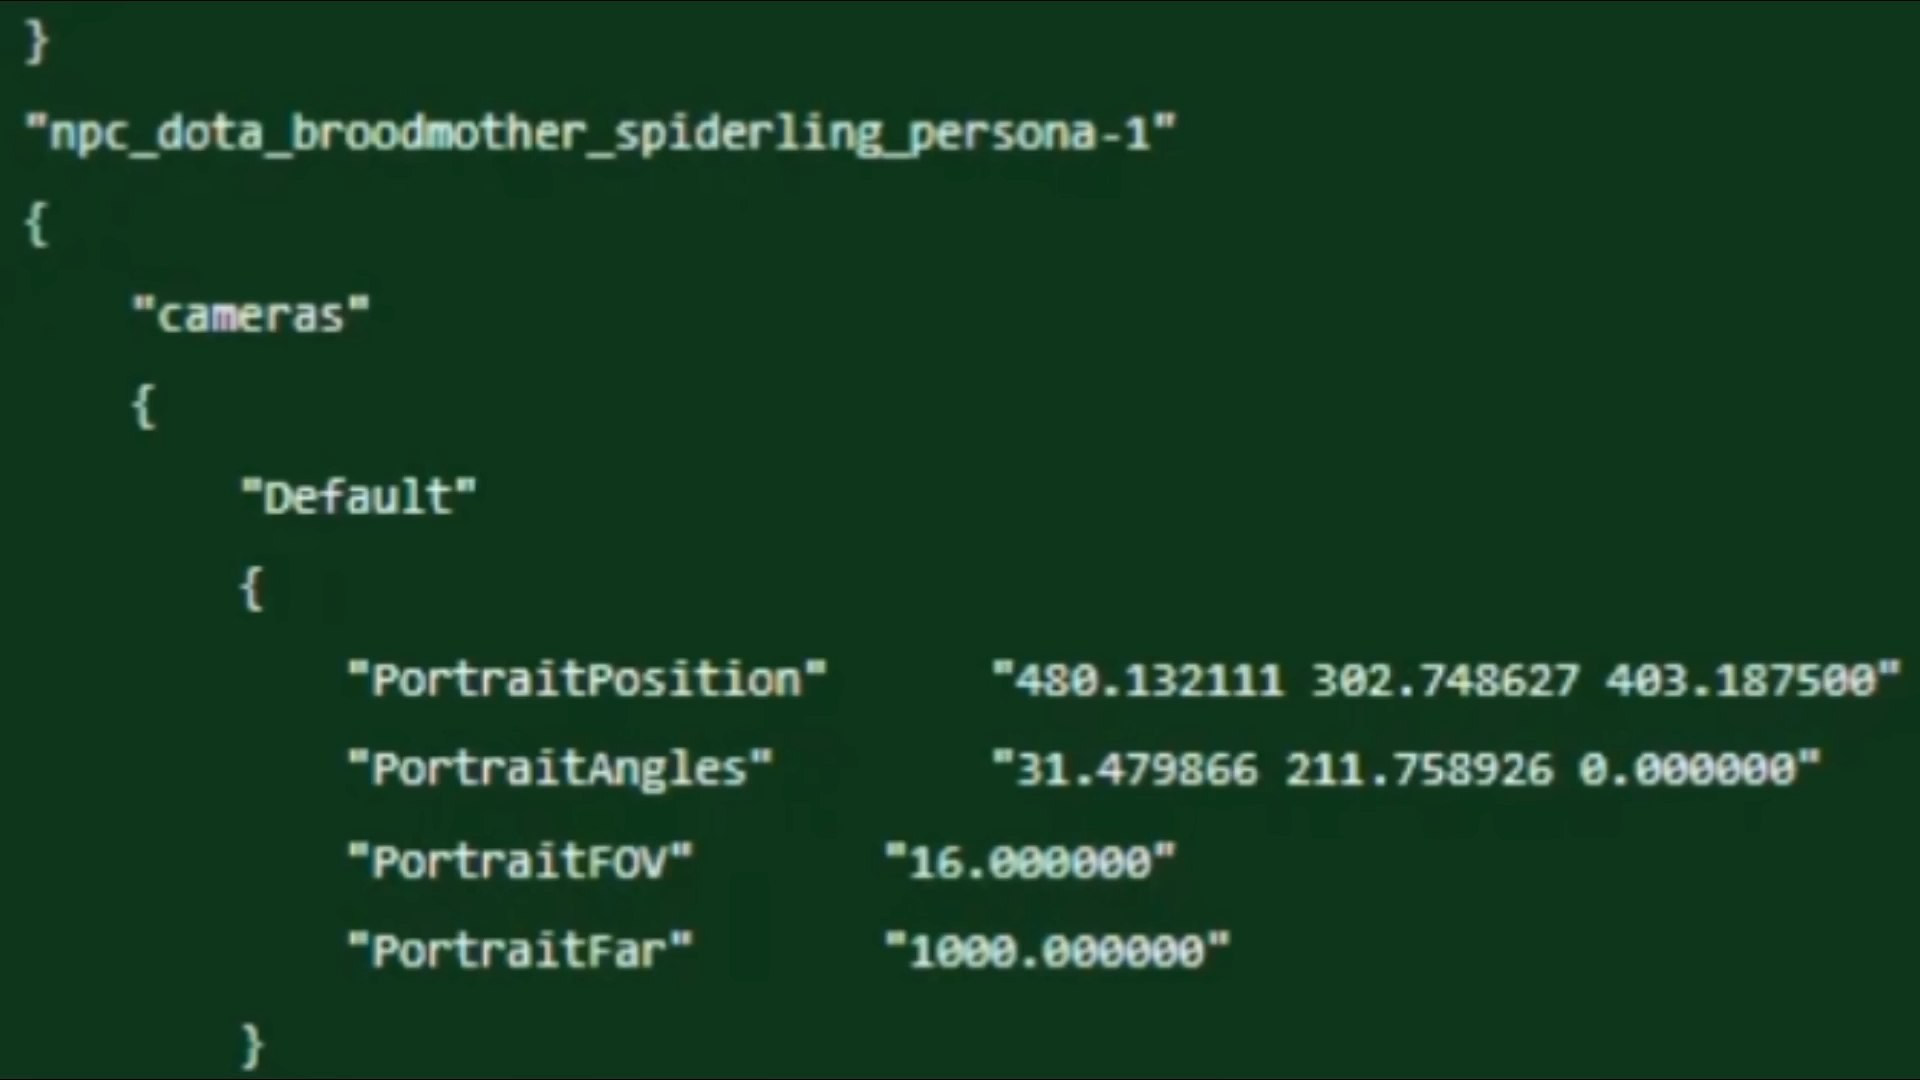 }
"npc_dota_broodmother_spiderling_persona-1"
{
"cameras"
{
"Default"
{
"PortraitPosition" "480.132111 302.748627 403.187500"
"PortraitAngles" "31.479866 211.758926 0.000000"
"PortraitFOV" "16.000000"
"PortraitFar" "1000.000000"
}